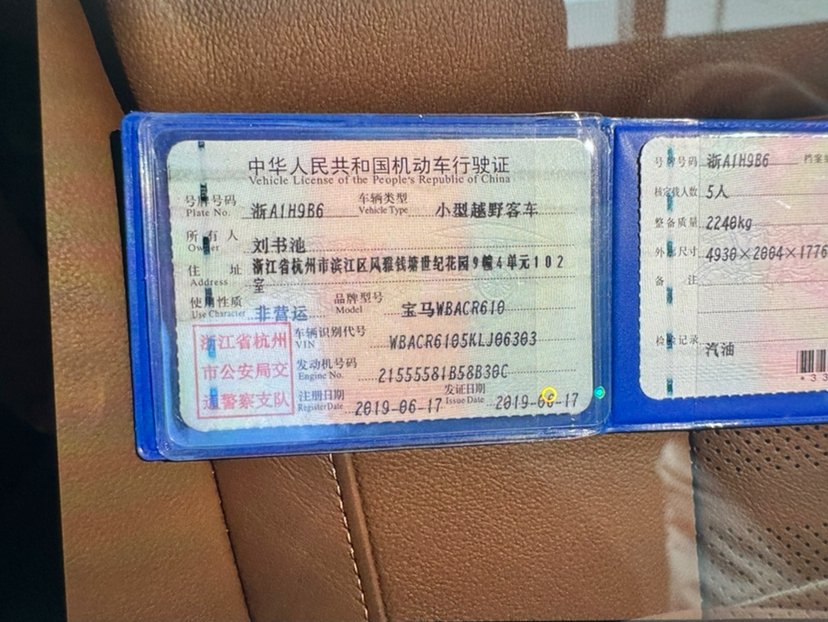 中华人民共和国机动车行驶证
Vehicle License of the People's Republic of China
号牌号码 浙A1H9B6 车辆类型 小型越野客车
Plate No. Vehicle Type
所有人 刘书池
Owner
住址 浙江省杭州市滨江区风雅钱塘世纪花园9幢4单元102
Address 室
使用性质 非营运 品牌型号 宝马WBACR610
Use Character Model
浙江省杭州
市公安局交
通警察支队
车辆识别代号 WBACR6105KLJ06303
VIN
发动机号码 21555581B58B30C
Engine No.
注册日期 2019-06-17 发证日期 2019-06-17
Register Date Issue Date
号牌号码 浙A1H9B6 档案编
核定载人数 5人
整备质量 2240kg
外形尺寸 4930×2004×1776
备注
检验记录
汽油
*33